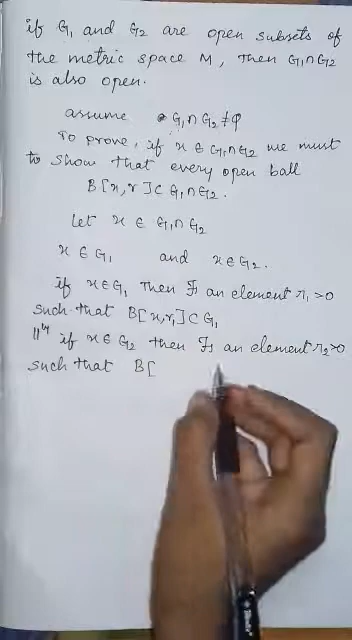 if G₁ and G₂ are open subsets of
the metric space M, then G₁∩G₂
is also open.
assume G₁∩G₂ ≠ φ
To prove, if x ∈ G₁∩G₂ we must
to show that every open ball
B[x,r] ⊂ G₁∩G₂.
Let x ∈ G₁∩G₂
x ∈ G₁ and x ∈ G₂.
if x∈G₁ then ∃s an element r₁>0
such that B[x,r₁] ⊂ G₁
111ly if x∈ G₂ then ∃s an element r₂>0
such that B[